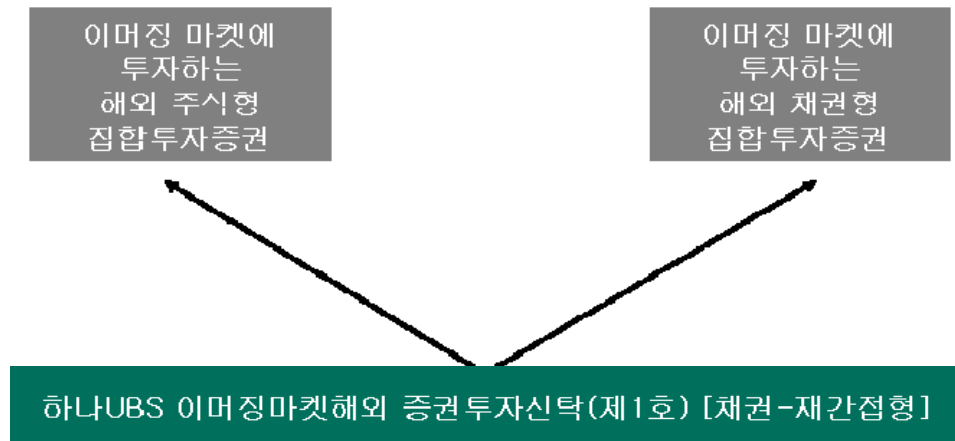 이머징 마켓에
투자하는
해외 주식형
집합투자증권
이머징 마켓에
투자하는
해외 채권형
집합투자증권
하나UBS 이머징마켓해외 증권투자신탁(제1호) [채권-재간접형]